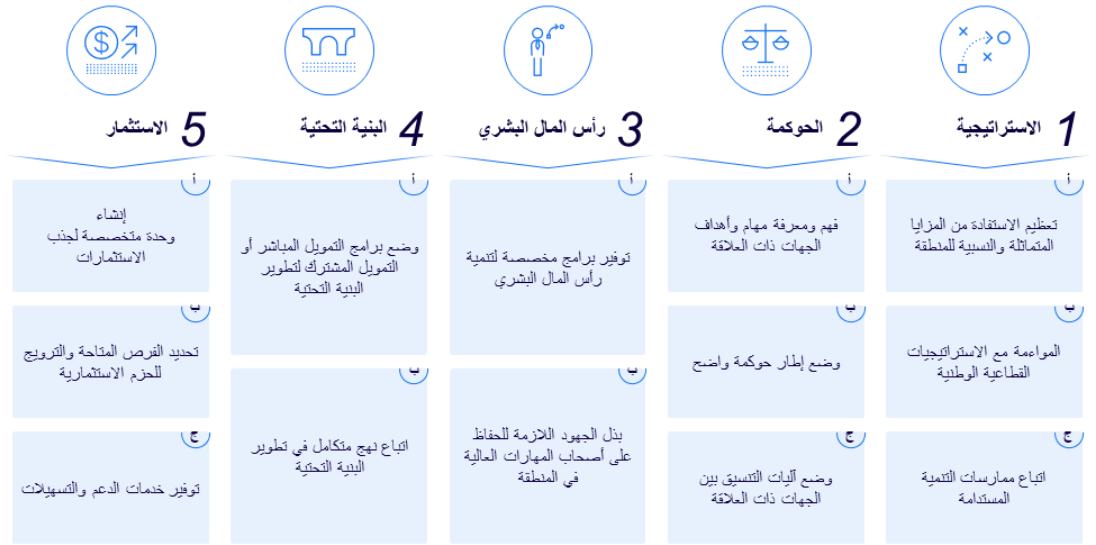 1 الاستراتيجية
أ
تعظيم الاستفادة من المزايا
المتماثلة والنسبية للمنطقة
ب
المواءمة مع الاستراتيجيات
القطاعية الوطنية
ج
اتباع ممارسات التنمية
المستدامة
2 الحوكمة
أ
فهم ومعرفة مهام وأهداف
الجهات ذات العلاقة
ب
وضع إطار حوكمة واضح
ج
وضع آليات التنسيق بين
الجهات ذات العلاقة
3 رأس المال البشري
أ
توفير برامج مخصصة لتنمية
رأس المال البشري
ب
بذل الجهود اللازمة للحفاظ
على أصحاب المهارات العالية
في المنطقة
4 البنية التحتية
أ
وضع برامج التمويل المباشر أو
التمويل المشترك لتطوير
البنية التحتية
ب
اتباع نهج متكامل في تطوير
البنية التحتية
5 الاستثمار
أ
إنشاء
وحدة متخصصة لجذب
الاستثمارات
ب
تحديد الفرص المتاحة والترويج
للحزم الاستثمارية
ج
توفير خدمات الدعم والتسهيلات